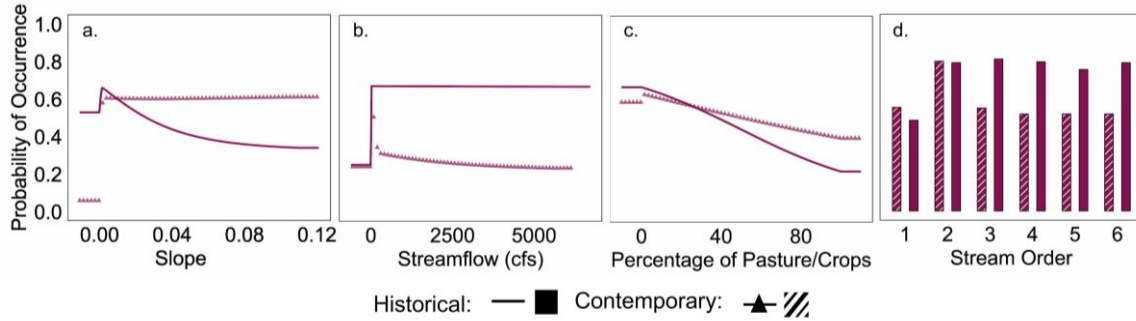 Probability of Occurrence
1.0
0.8
0.6
0.4
0.2
0.0
a.
0.00 0.04 0.08 0.12
Slope
b.
0 2500 5000
Streamflow (cfs)
c.
0 40 80
Percentage of Pasture/Crops
d.
1 2 3 4 5 6
Stream Order
Historical: Contemporary: